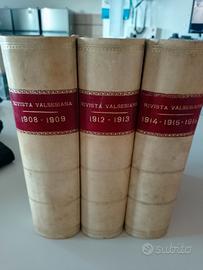 RIVISTA VALSESIANA
1908 - 1909
RIVISTA VALSESIANA
1912 - 1913
RIVISTA VALSESIANA
1914 - 1915 - 1916
subito